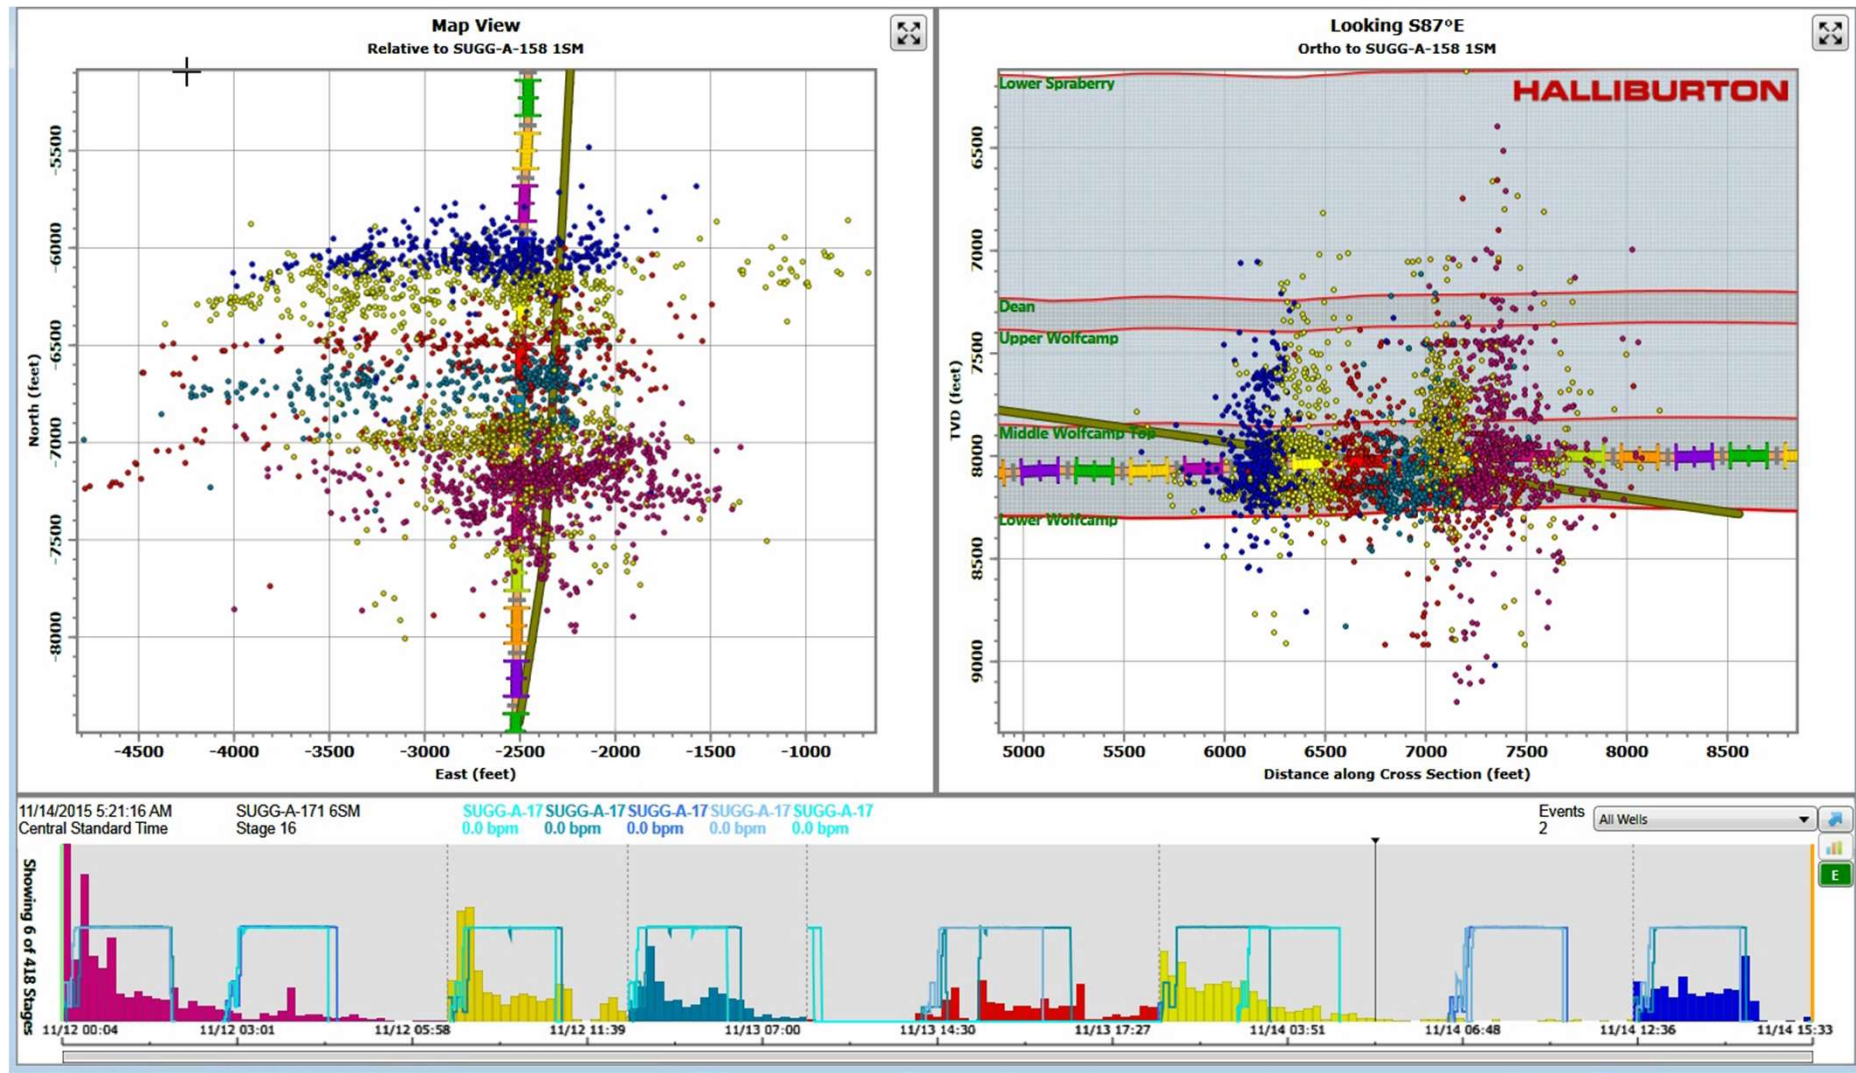 Map View
Relative to SUGG-A-158 1SM
North (feet)
-5500
-6000
-6500
-7000
-7500
-8000
-4500 -4000 -3500 -3000 -2500 -2000 -1500 -1000
East (feet)
Looking S87°E
Ortho to SUGG-A-158 1SM
HALLIBURTON
Lower Spraberry
Dean
Upper Wolfcamp
Middle Wolfcamp Top
Lower Wolfcamp
TVD (feet)
6500
7000
7500
8000
8500
9000
5000 5500 6000 6500 7000 7500 8000 8500
Distance along Cross Section (feet)
11/14/2015 5:21:16 AM
Central Standard Time
SUGG-A-171 6SM
Stage 16
SUGG-A-17 SUGG-A-17 SUGG-A-17 SUGG-A-17 SUGG-A-17
0.0 bpm 0.0 bpm 0.0 bpm 0.0 bpm 0.0 bpm
Events
2
All Wells
E
Showing 6 of 418 Stages
11/12 00:04 11/12 03:01 11/12 05:58 11/12 11:39 11/13 07:00 11/13 14:30 11/13 17:27 11/14 03:51 11/14 06:48 11/14 12:36 11/14 15:33